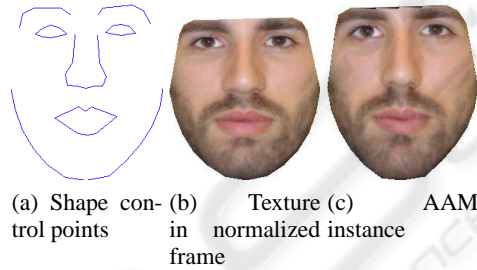 (a) Shape con-
trol points
(b) Texture
in normalized
frame
(c) AAM
instance